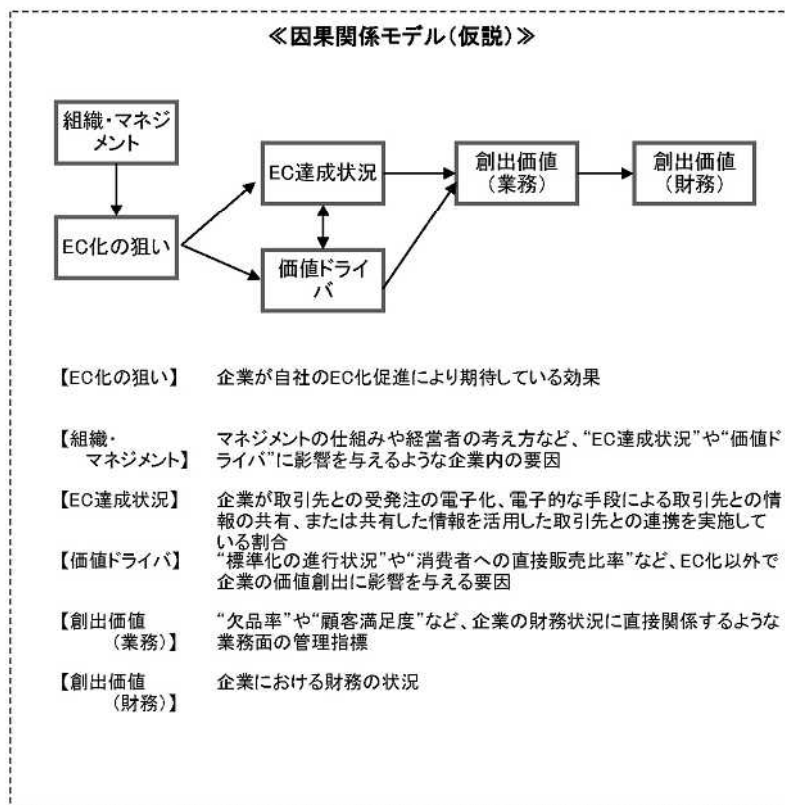 ≪因果関係モデル(仮説)≫
組織・マネジ
メント
EC達成状況
創出価値
(業務)
創出価値
(財務)
EC化の狙い
価値ドライ
バ
【EC化の狙い】 企業が自社のEC化促進により期待している効果
【組織・
マネジメント】
マネジメントの仕組みや経営者の考え方など、“EC達成状況”や“価値ド
ライバ”に影響を与えるような企業内の要因
【EC達成状況】 企業が取引先との受発注の電子化、電子的な手段による取引先との情
報の共有、または共有した情報を活用した取引先との連携を実施して
いる割合
【価値ドライバ】 “標準化の進行状況”や“消費者への直接販売比率”など、EC化以外で
企業の価値創出に影響を与える要因
【創出価値
(業務)】
“欠品率”や“顧客満足度”など、企業の財務状況に直接関係するような
業務面の管理指標
【創出価値
(財務)】
企業における財務の状況